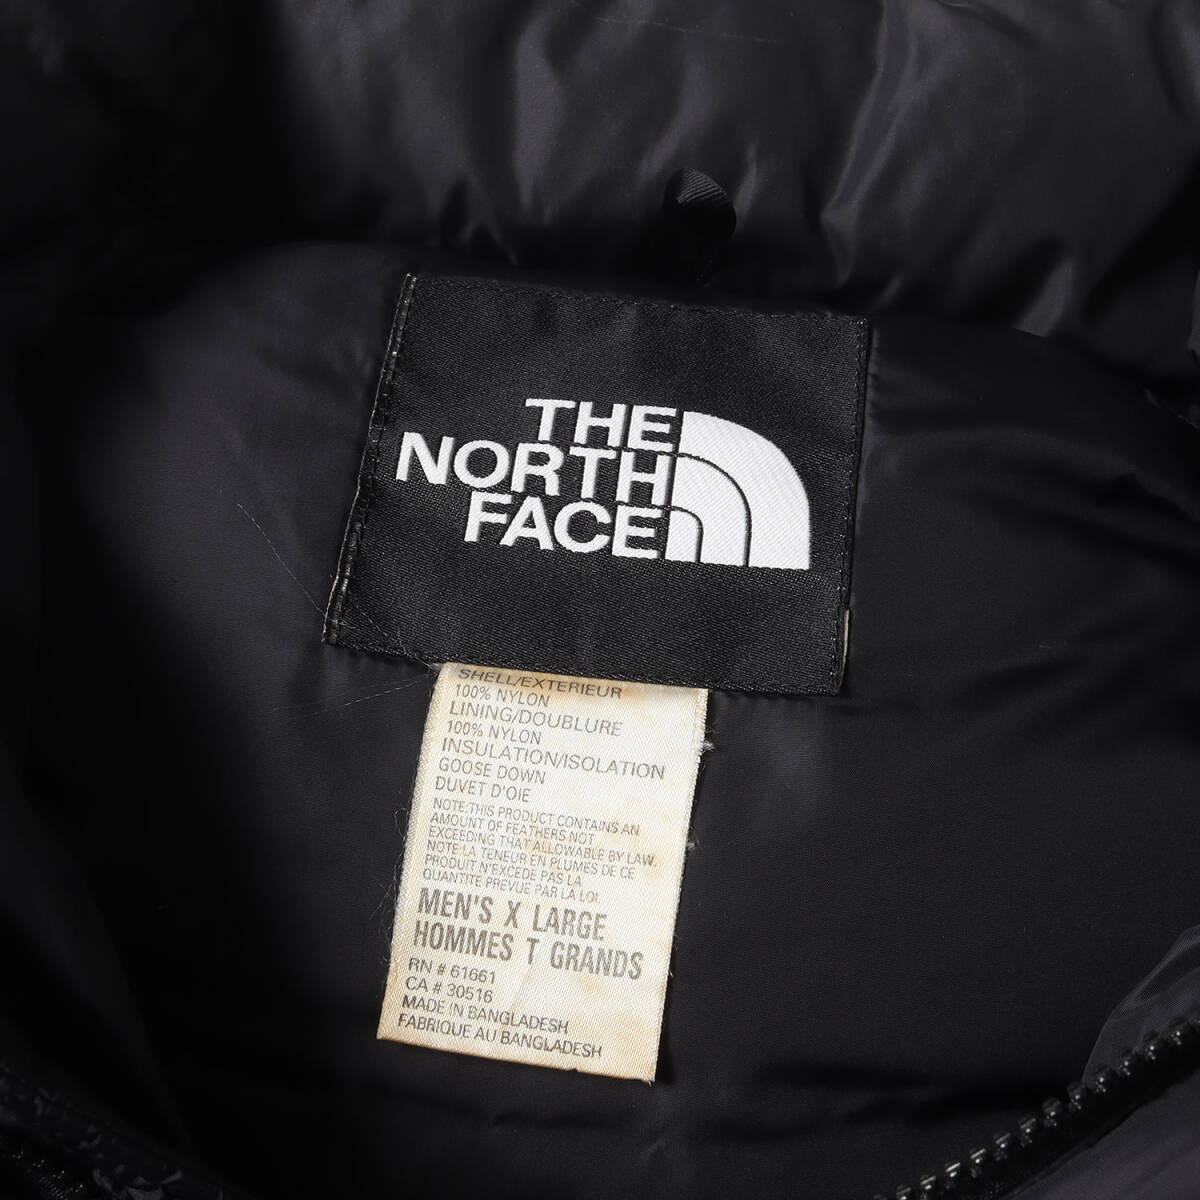 THE
NORTH
FACE
SHELL/EXTERIEUR
100% NYLON
LINING/DOUBLURE
100% NYLON
INSULATION/ISOLATION
GOOSE DOWN
DUVET D'OIE
NOTE:THIS PRODUCT CONTAINS AN
AMOUNT OF FEATHERS NOT
EXCEEDING THAT ALLOWABLE BY LAW.
NOTE:LA TENEUR EN PLUMES DE CE
PRODUIT N'EXCEDE PAS LA
QUANTITE PREVUE PAR LA LOI.
MEN'S X LARGE
HOMMES T GRANDS
RN # 61661
CA # 30516
MADE IN BANGLADESH
FABRIQUE AU BANGLADESH